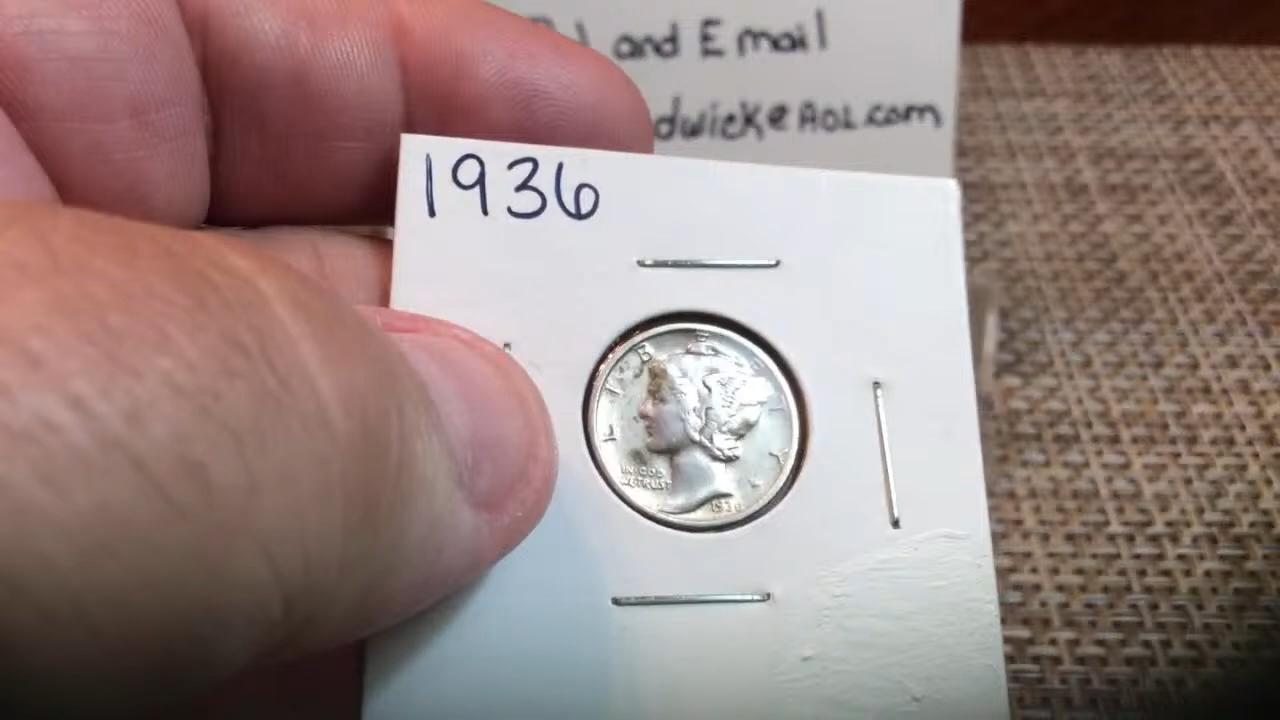 and Email
dwick@AOL.com
1936
LIBERTY
IN GOD
WE TRUST